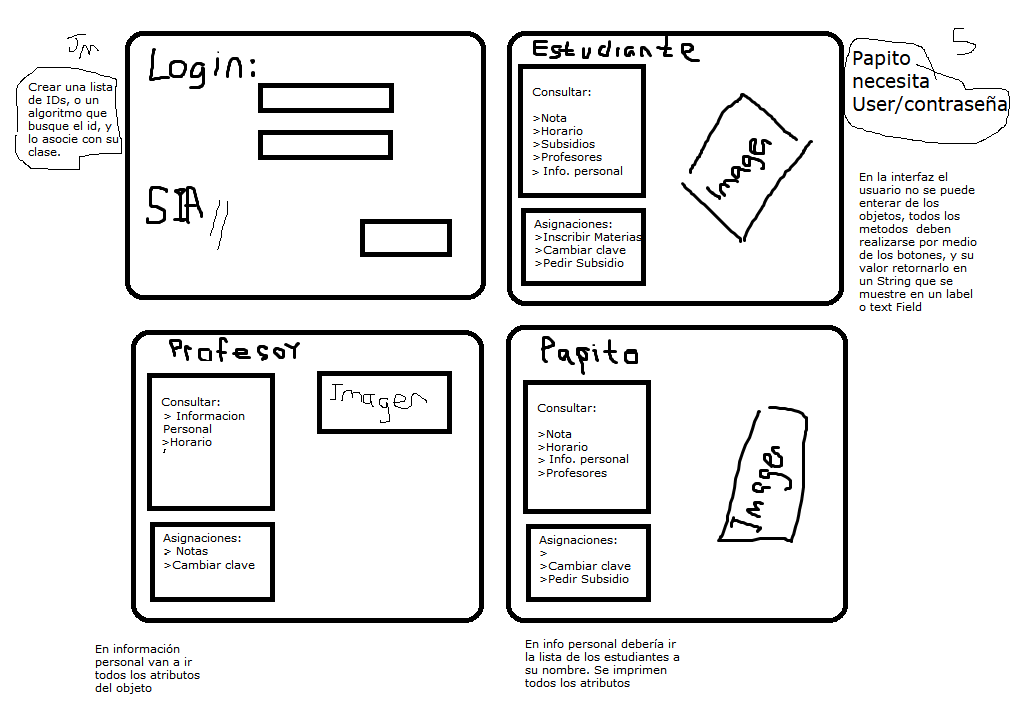 JM
Crear una lista
de IDs, o un
algoritmo que
busque el id, y
lo asocie con su
clase.
Login:
SIA //
Estudiante
Consultar:
>Nota
>Horario
>Subsidios
>Profesores
> Info. personal
Asignaciones:
>Inscribir Materias
>Cambiar clave
>Pedir Subsidio
Imagen
S
Papito
necesita
User/contraseña
En la interfaz el
usuario no se puede
enterar de los
objetos, todos los
metodos deben
realizarse por medio
de los botones, y su
valor retornarlo en
un String que se
muestre en un label
o text Field
Profesor
Consultar:
> Informacion
Personal
>Horario
Imagen
Asignaciones:
> Notas
>Cambiar clave
En información
personal van a ir
todos los atributos
del objeto
Papito
Consultar:
>Nota
>Horario
> Info. personal
>Profesores
Imagen
Asignaciones:
>
>Cambiar clave
>Pedir Subsidio
En info personal debería ir
la lista de los estudiantes a
su nombre. Se imprimen
todos los atributos